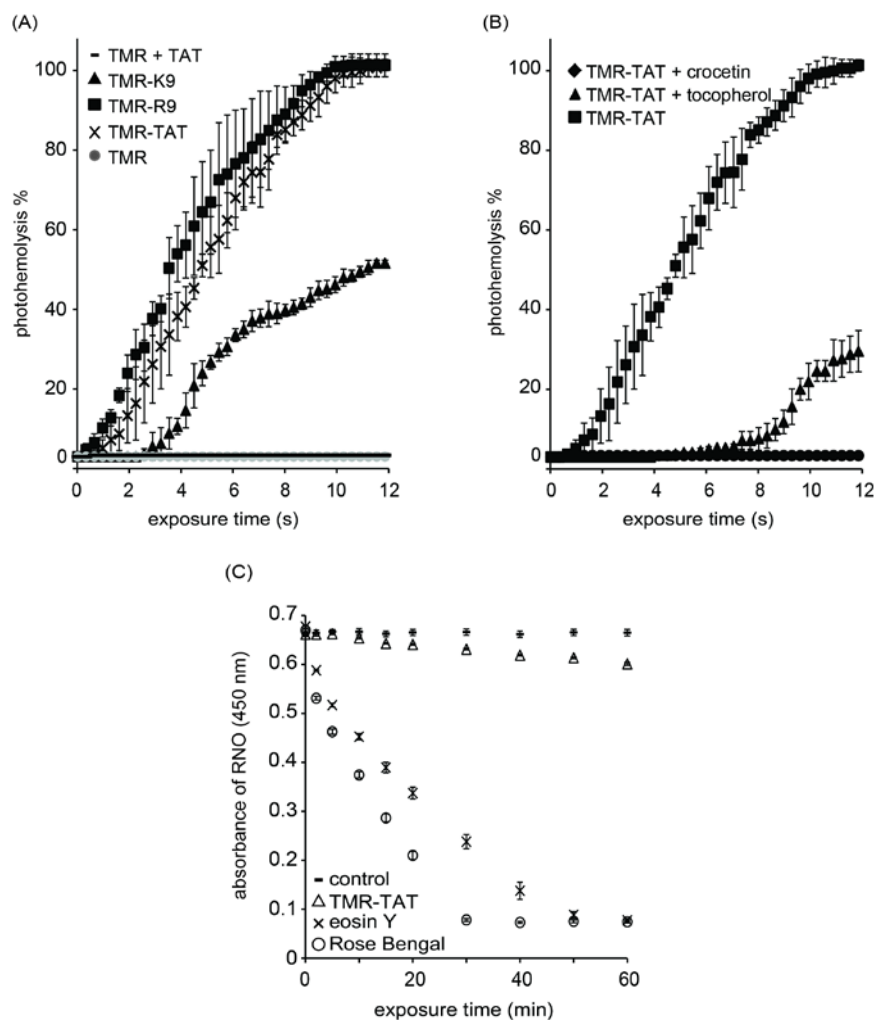 (A)
TMR + TAT
TMR-K9
TMR-R9
TMR-TAT
TMR
100
80
60
40
20
0
photohemolysis %
0 2 4 6 8 10 12
exposure time (s)
(B)
TMR-TAT + crocetin
TMR-TAT + tocopherol
TMR-TAT
100
80
60
40
20
0
photohemolysis %
0 2 4 6 8 10 12
exposure time (s)
(C)
0.7
0.6
0.5
0.4
0.3
0.2
0.1
0
absorbance of RNO (450 nm)
control
TMR-TAT
eosin Y
Rose Bengal
0 20 40 60
exposure time (min)